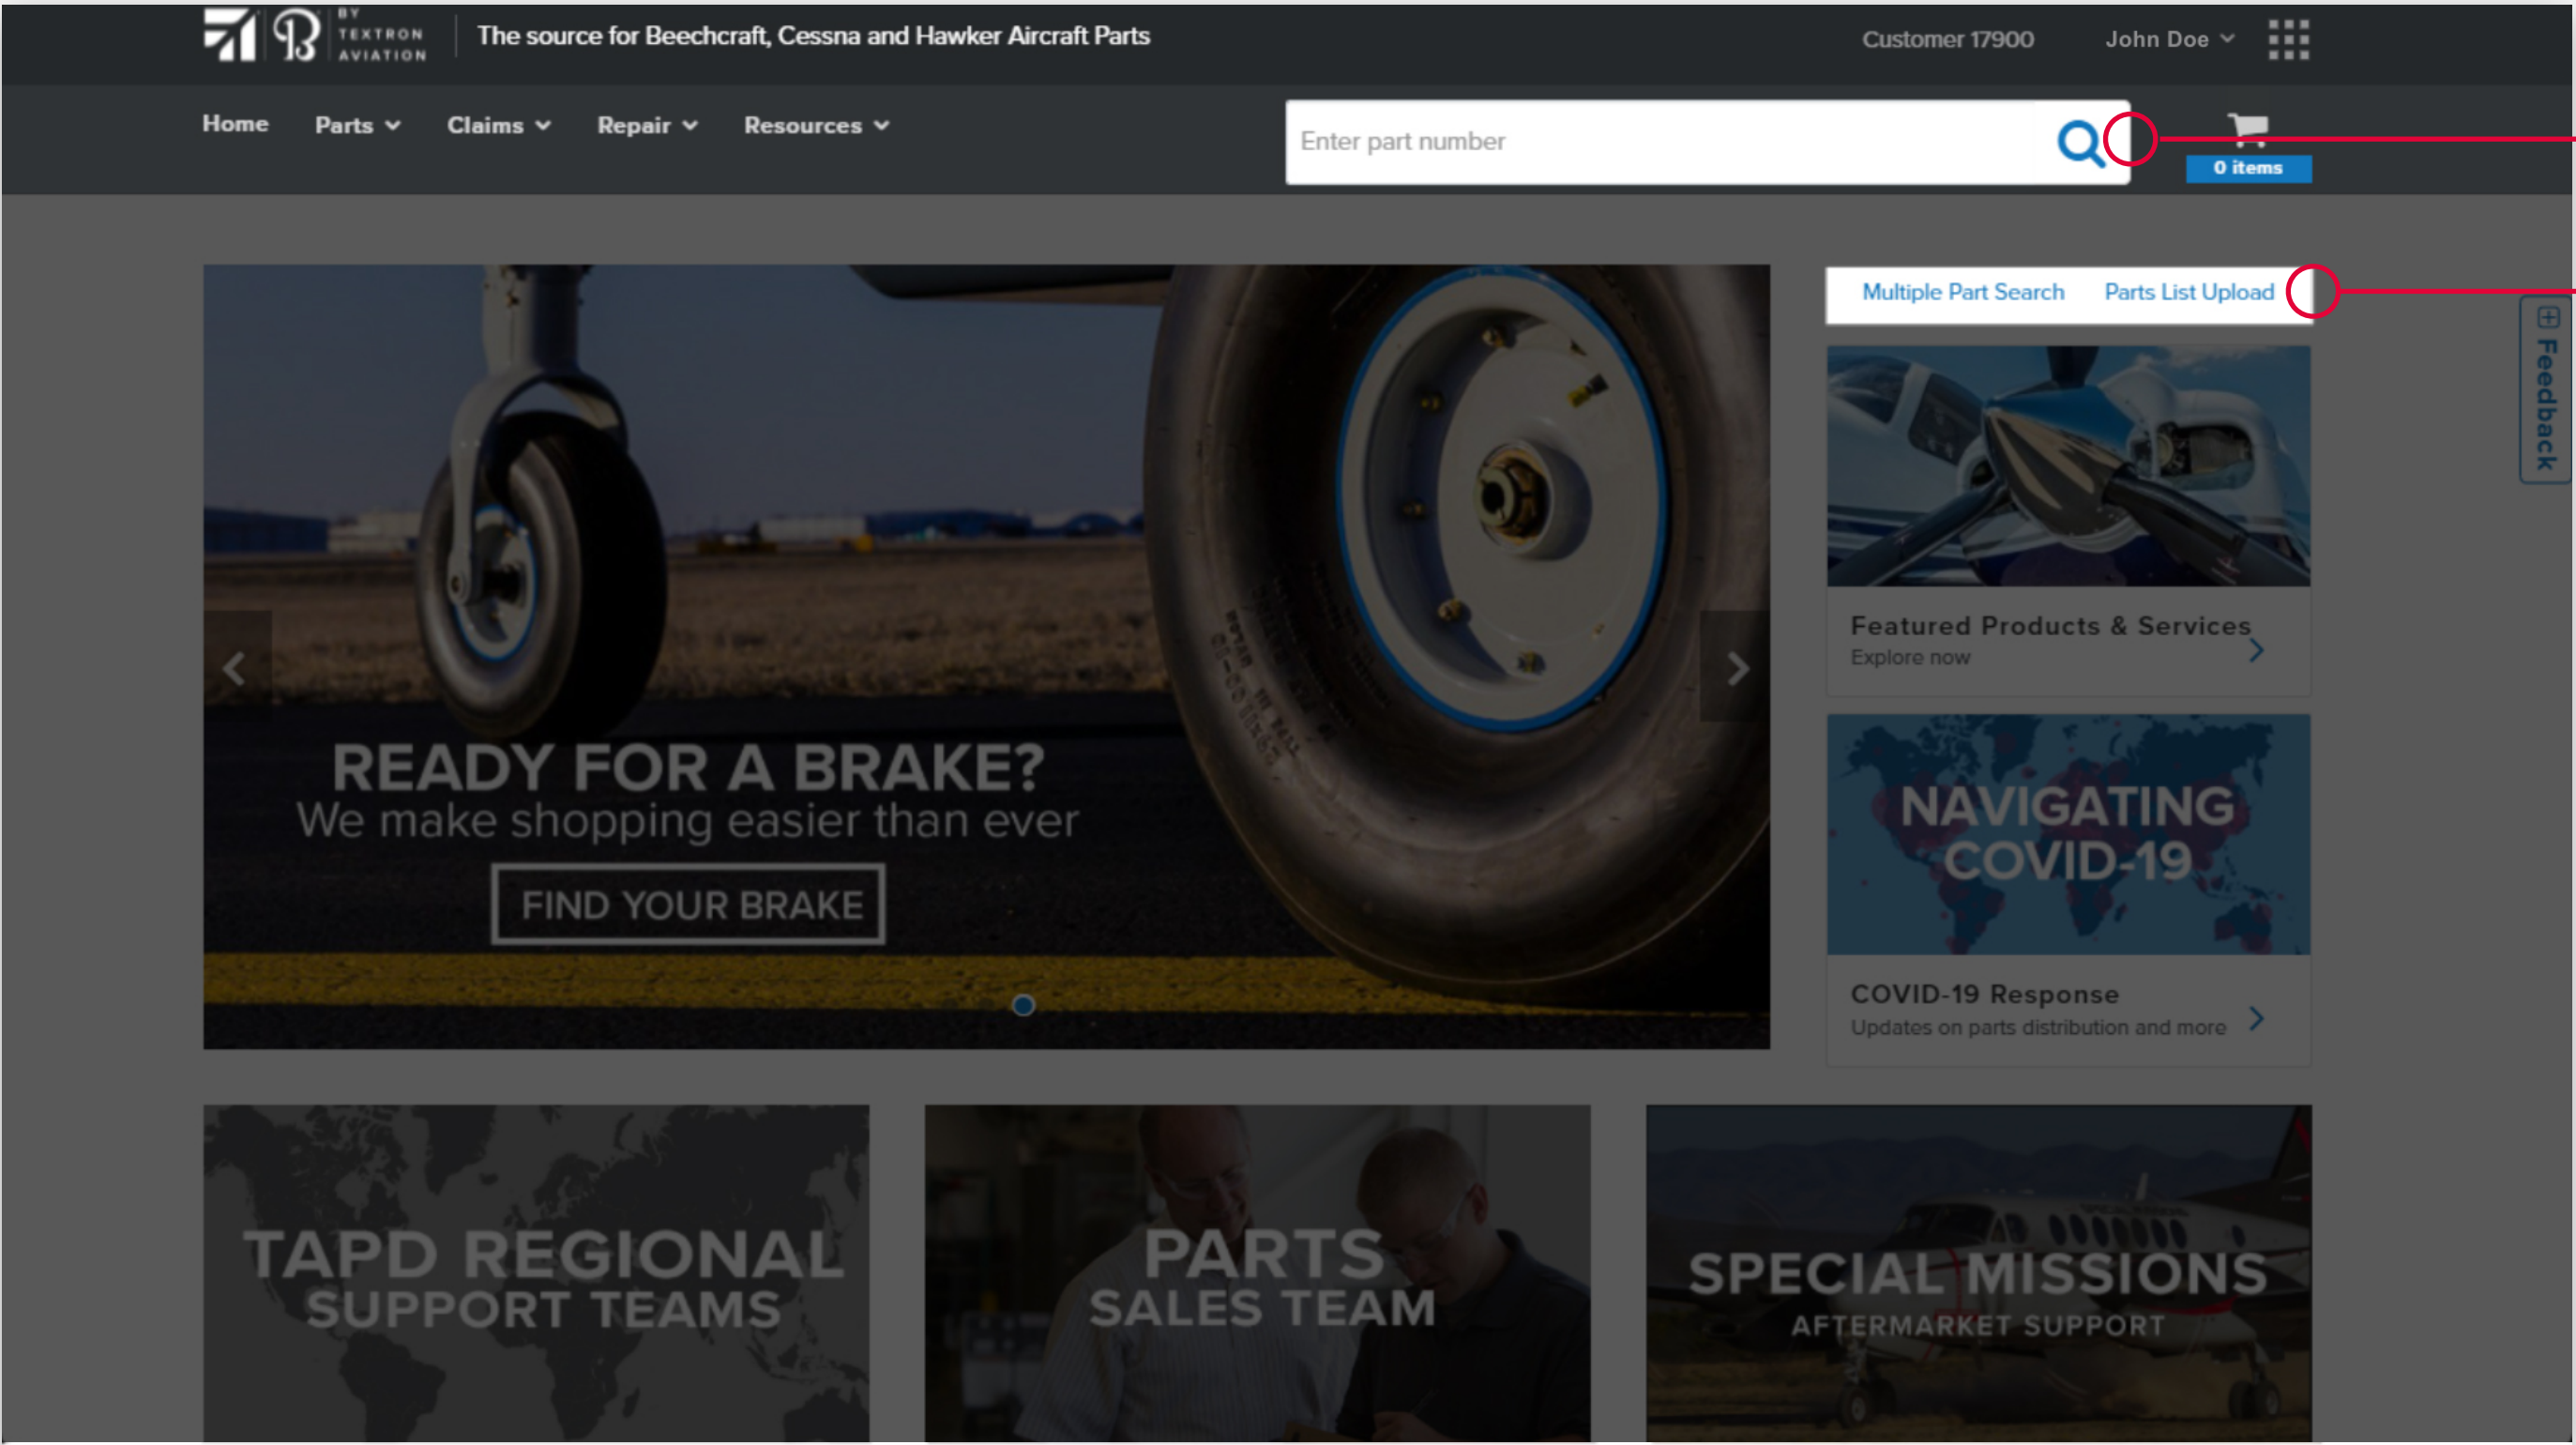 BY
TEXTRON
AVIATION
The source for Beechcraft, Cessna and Hawker Aircraft Parts
Customer 17900
John Doe
Home
Parts
Claims
Repair
Resources
Enter part number
0 items
Multiple Part Search
Parts List Upload
Feedback
READY FOR A BRAKE?
We make shopping easier than ever
FIND YOUR BRAKE
Featured Products & Services
Explore now
NAVIGATING
COVID-19
COVID-19 Response
Updates on parts distribution and more
TAPD REGIONAL
SUPPORT TEAMS
PARTS
SALES TEAM
SPECIAL MISSIONS
AFTERMARKET SUPPORT